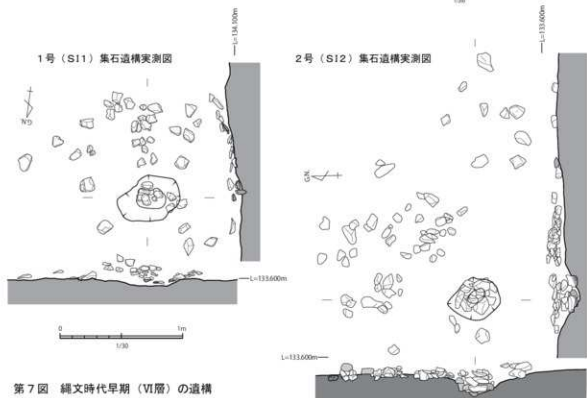 1号（SI1）集石遺構実測図
L=134.100m
G.N.
L=133.600m
0 1m
1/30
2号（SI2）集石遺構実測図
L=133.600m
G.N.
L=133.600m
第7図 縄文時代早期（Ⅵ層）の遺構